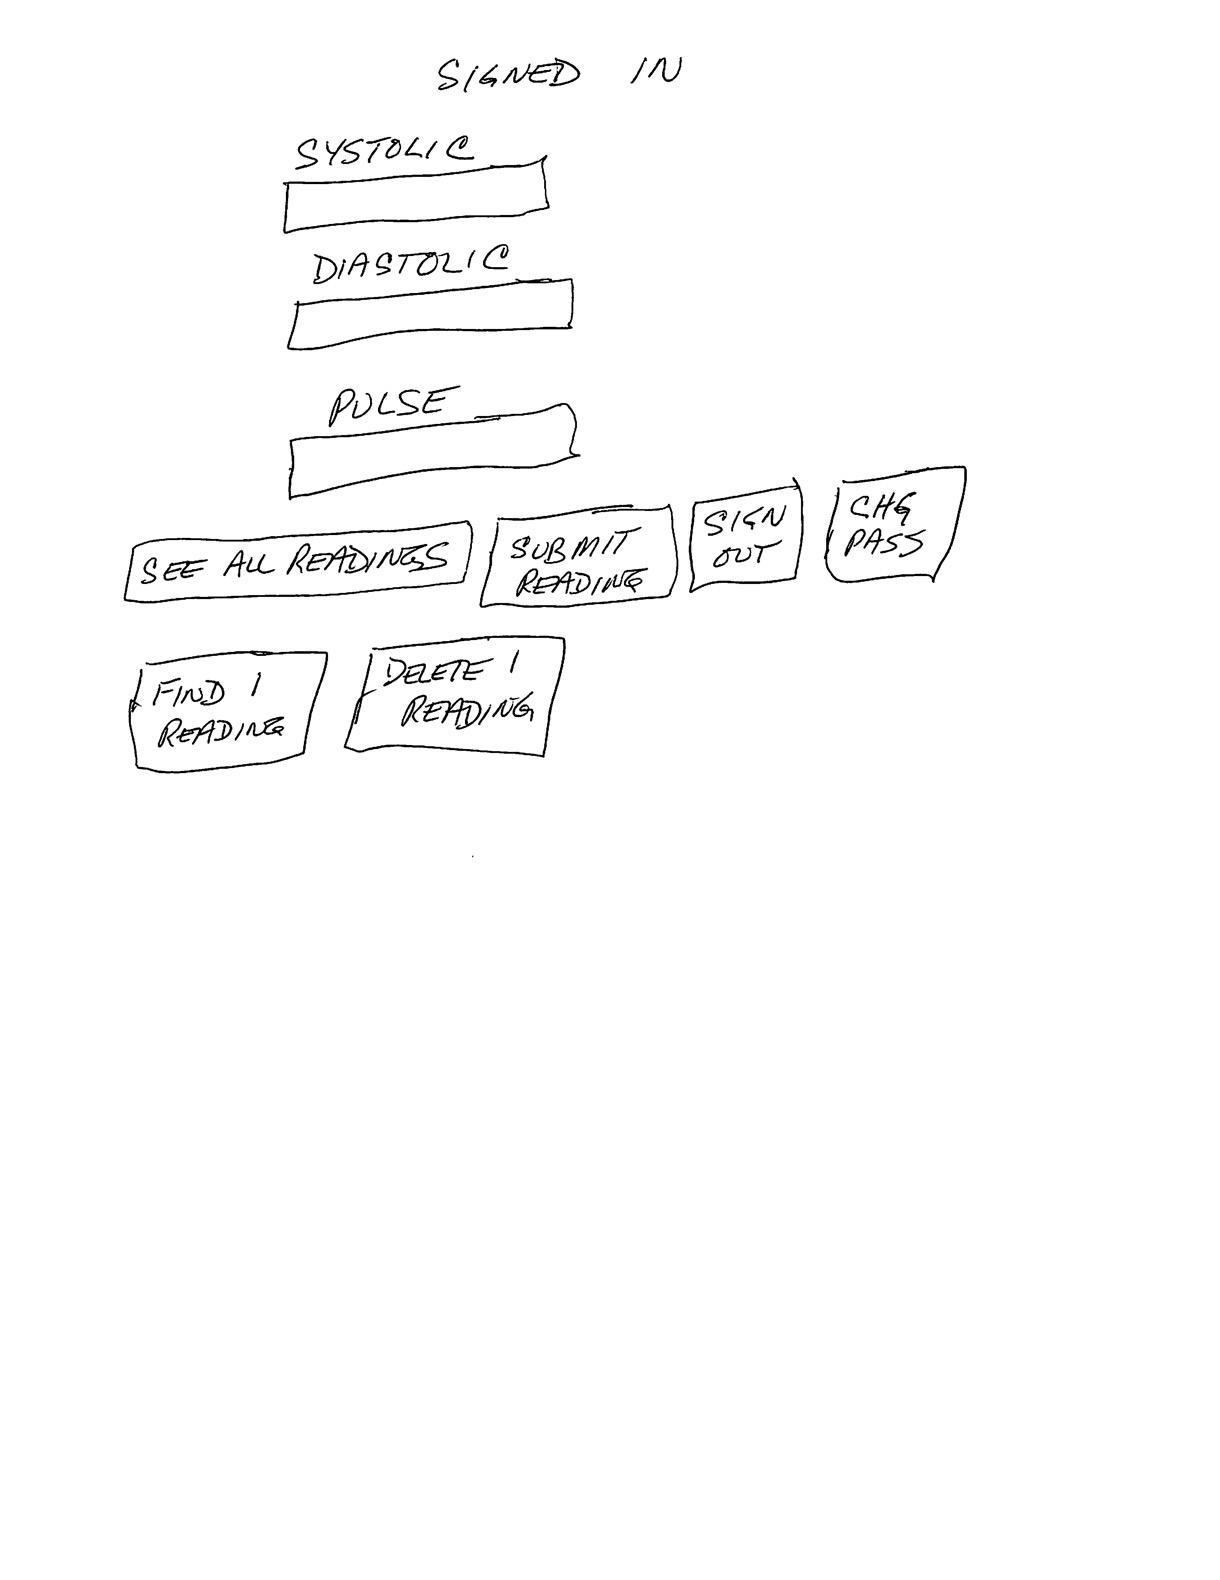 SIGNED IN
SYSTOLIC
DIASTOLIC
PULSE
SEE ALL READINGS
SUBMIT
READING
SIGN
OUT
CHG
PASS
FIND 1
READING
DELETE 1
READING